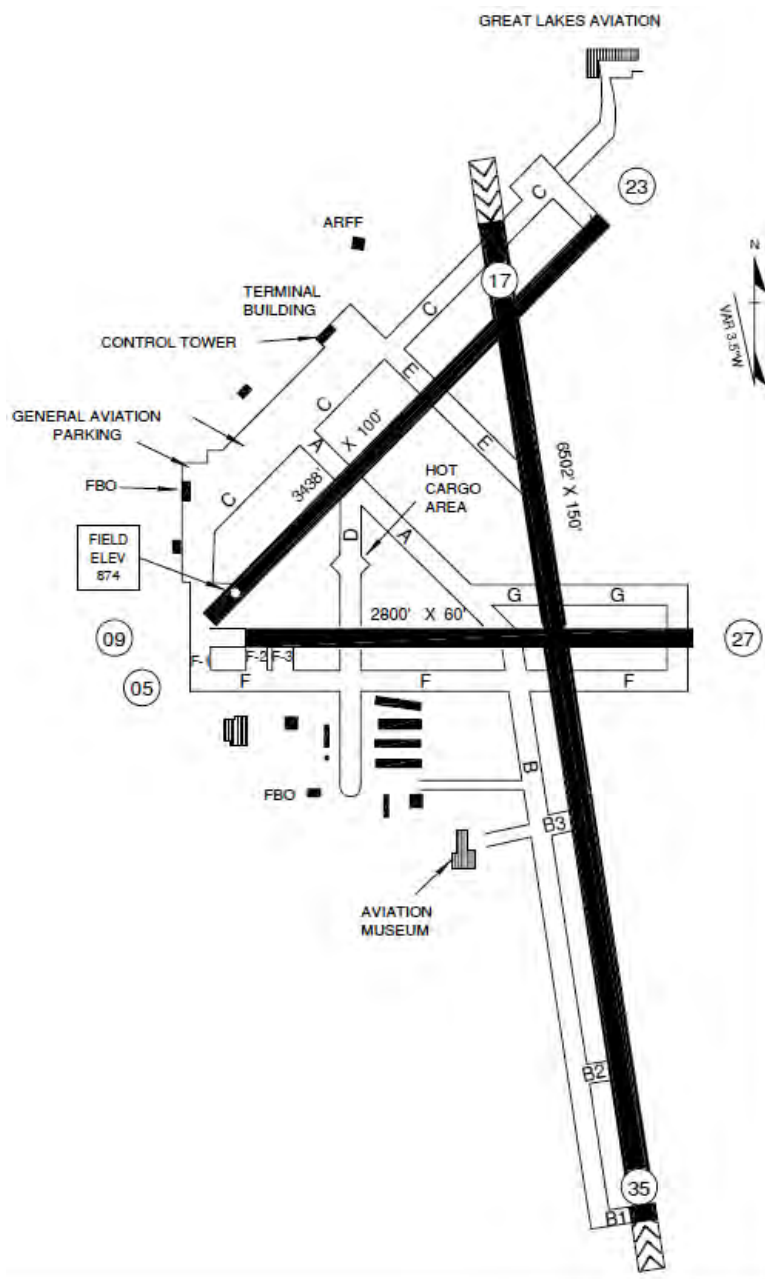 GREAT LAKES AVIATION
C
23
ARFF
N
17
TERMINAL
BUILDING
C
VAR 3.5°W
CONTROL TOWER
E
C
GENERAL AVIATION
PARKING
X 100'
A
E
6502' X 150'
3438'
HOT
CARGO
AREA
FBO
C
D
A
FIELD
ELEV
874
G
G
2800' X 60'
09
27
F-
F-2
F-3
05
F
F
F
B
FBO
B3
AVIATION
MUSEUM
B2
35
B1